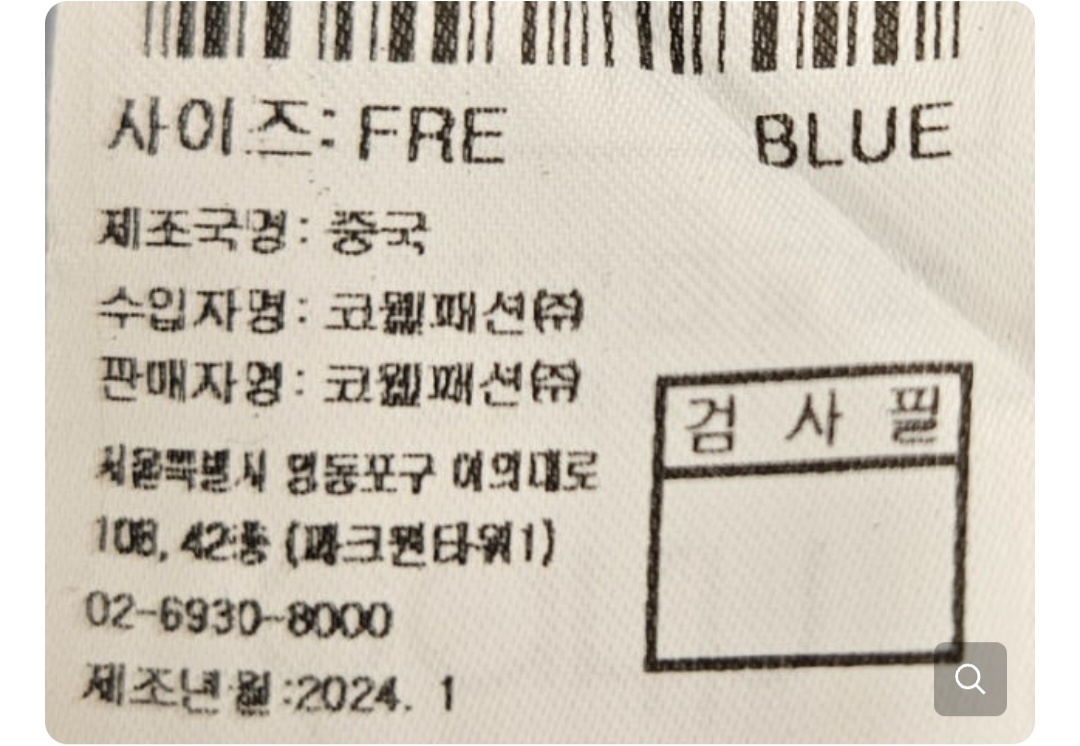 사이즈: FRE BLUE
제조국명: 중국
수입자명: 코웰패션㈜
판매자명: 코웰패션㈜
검 사 필
서울특별시 영등포구 여의대로
108, 42층 (파크원타워1)
02-6930-8000
제조년월:2024. 1